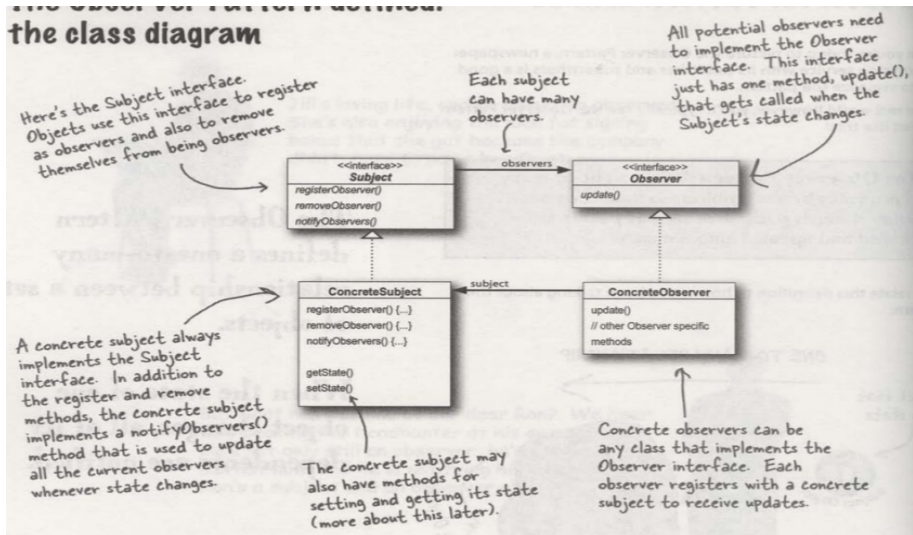 The Observer Pattern defined:
the class diagram
Here's the Subject interface.
Objects use this interface to register
as observers and also to remove
themselves from being observers.
Each subject
can have many
observers.
All potential observers need
to implement the Observer
interface. This interface
just has one method, update(),
that gets called when the
Subject's state changes.
<<interface>>
Subject
registerObserver()
removeObserver()
notifyObservers()
observers
<<interface>>
Observer
update()
ConcreteSubject
registerObserver() {...}
removeObserver() {...}
notifyObservers() {...}
getState()
setState()
subject
ConcreteObserver
update()
// other Observer specific
methods
A concrete subject always
implements the Subject
interface. In addition to
the register and remove
methods, the concrete subject
implements a notifyObservers()
method that is used to update
all the current observers
whenever state changes.
The concrete subject may
also have methods for
setting and getting its state
(more about this later).
Concrete observers can be
any class that implements the
Observer interface. Each
observer registers with a concrete
subject to receive updates.